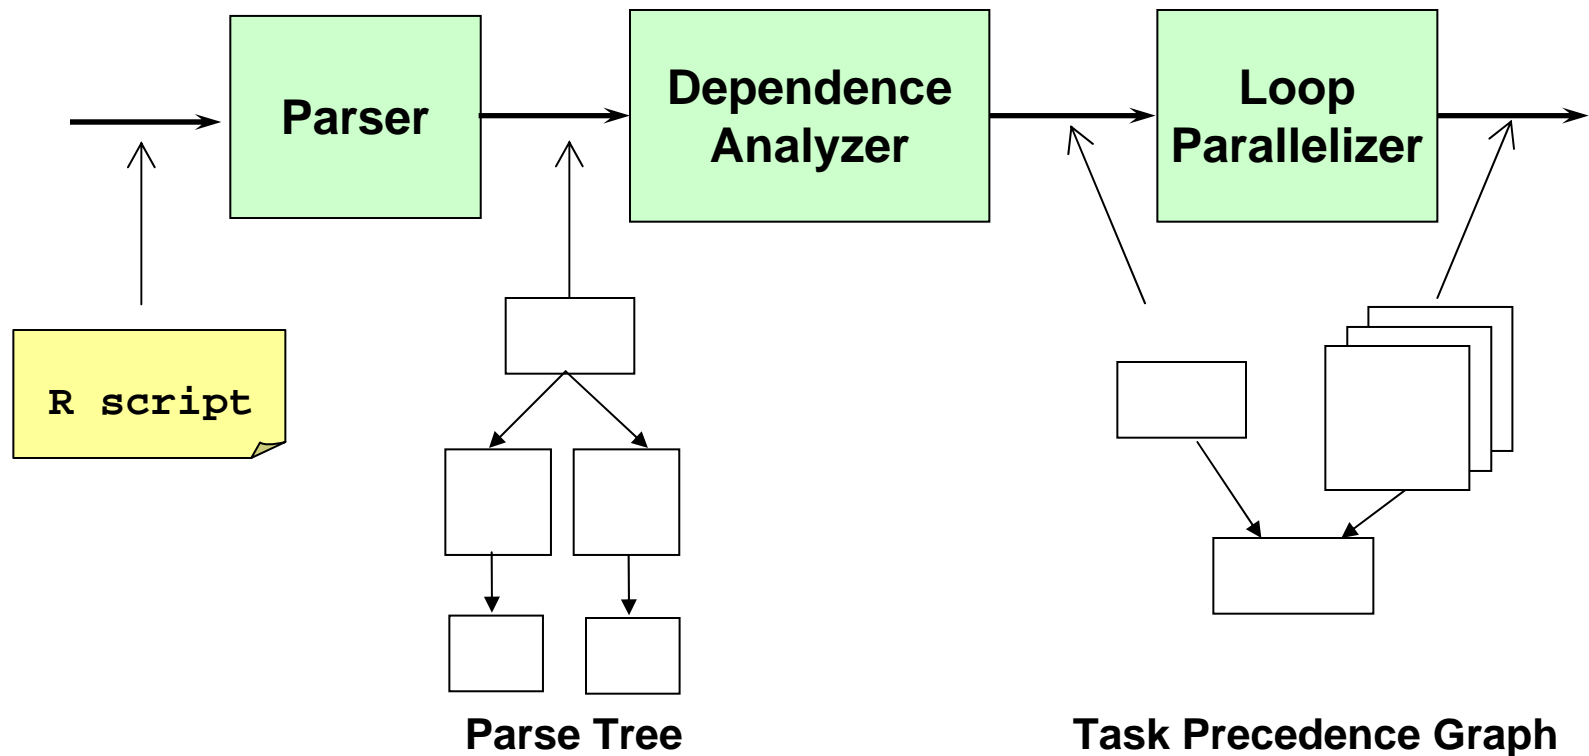 Parser
Dependence
Analyzer
Loop
Parallelizer
R script
Parse Tree
Task Precedence Graph